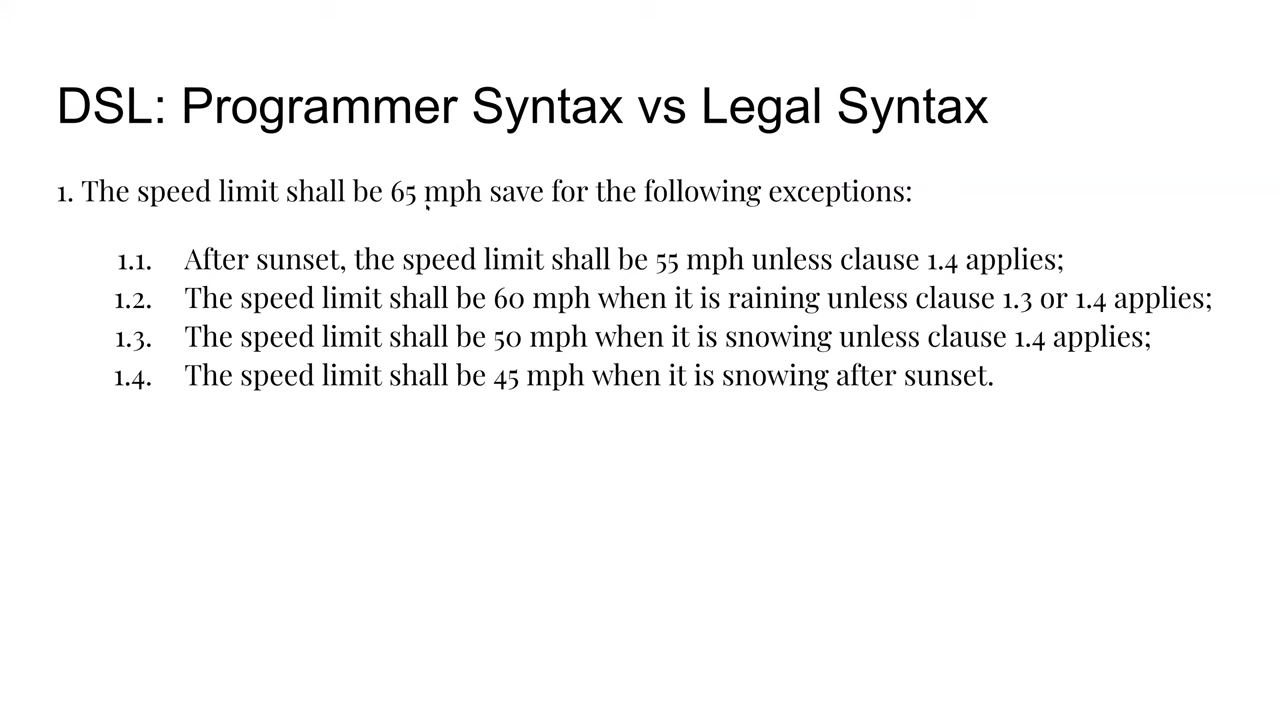 DSL: Programmer Syntax vs Legal Syntax
1. The speed limit shall be 65 mph save for the following exceptions:
1.1. After sunset, the speed limit shall be 55 mph unless clause 1.4 applies;
1.2. The speed limit shall be 60 mph when it is raining unless clause 1.3 or 1.4 applies;
1.3. The speed limit shall be 50 mph when it is snowing unless clause 1.4 applies;
1.4. The speed limit shall be 45 mph when it is snowing after sunset.